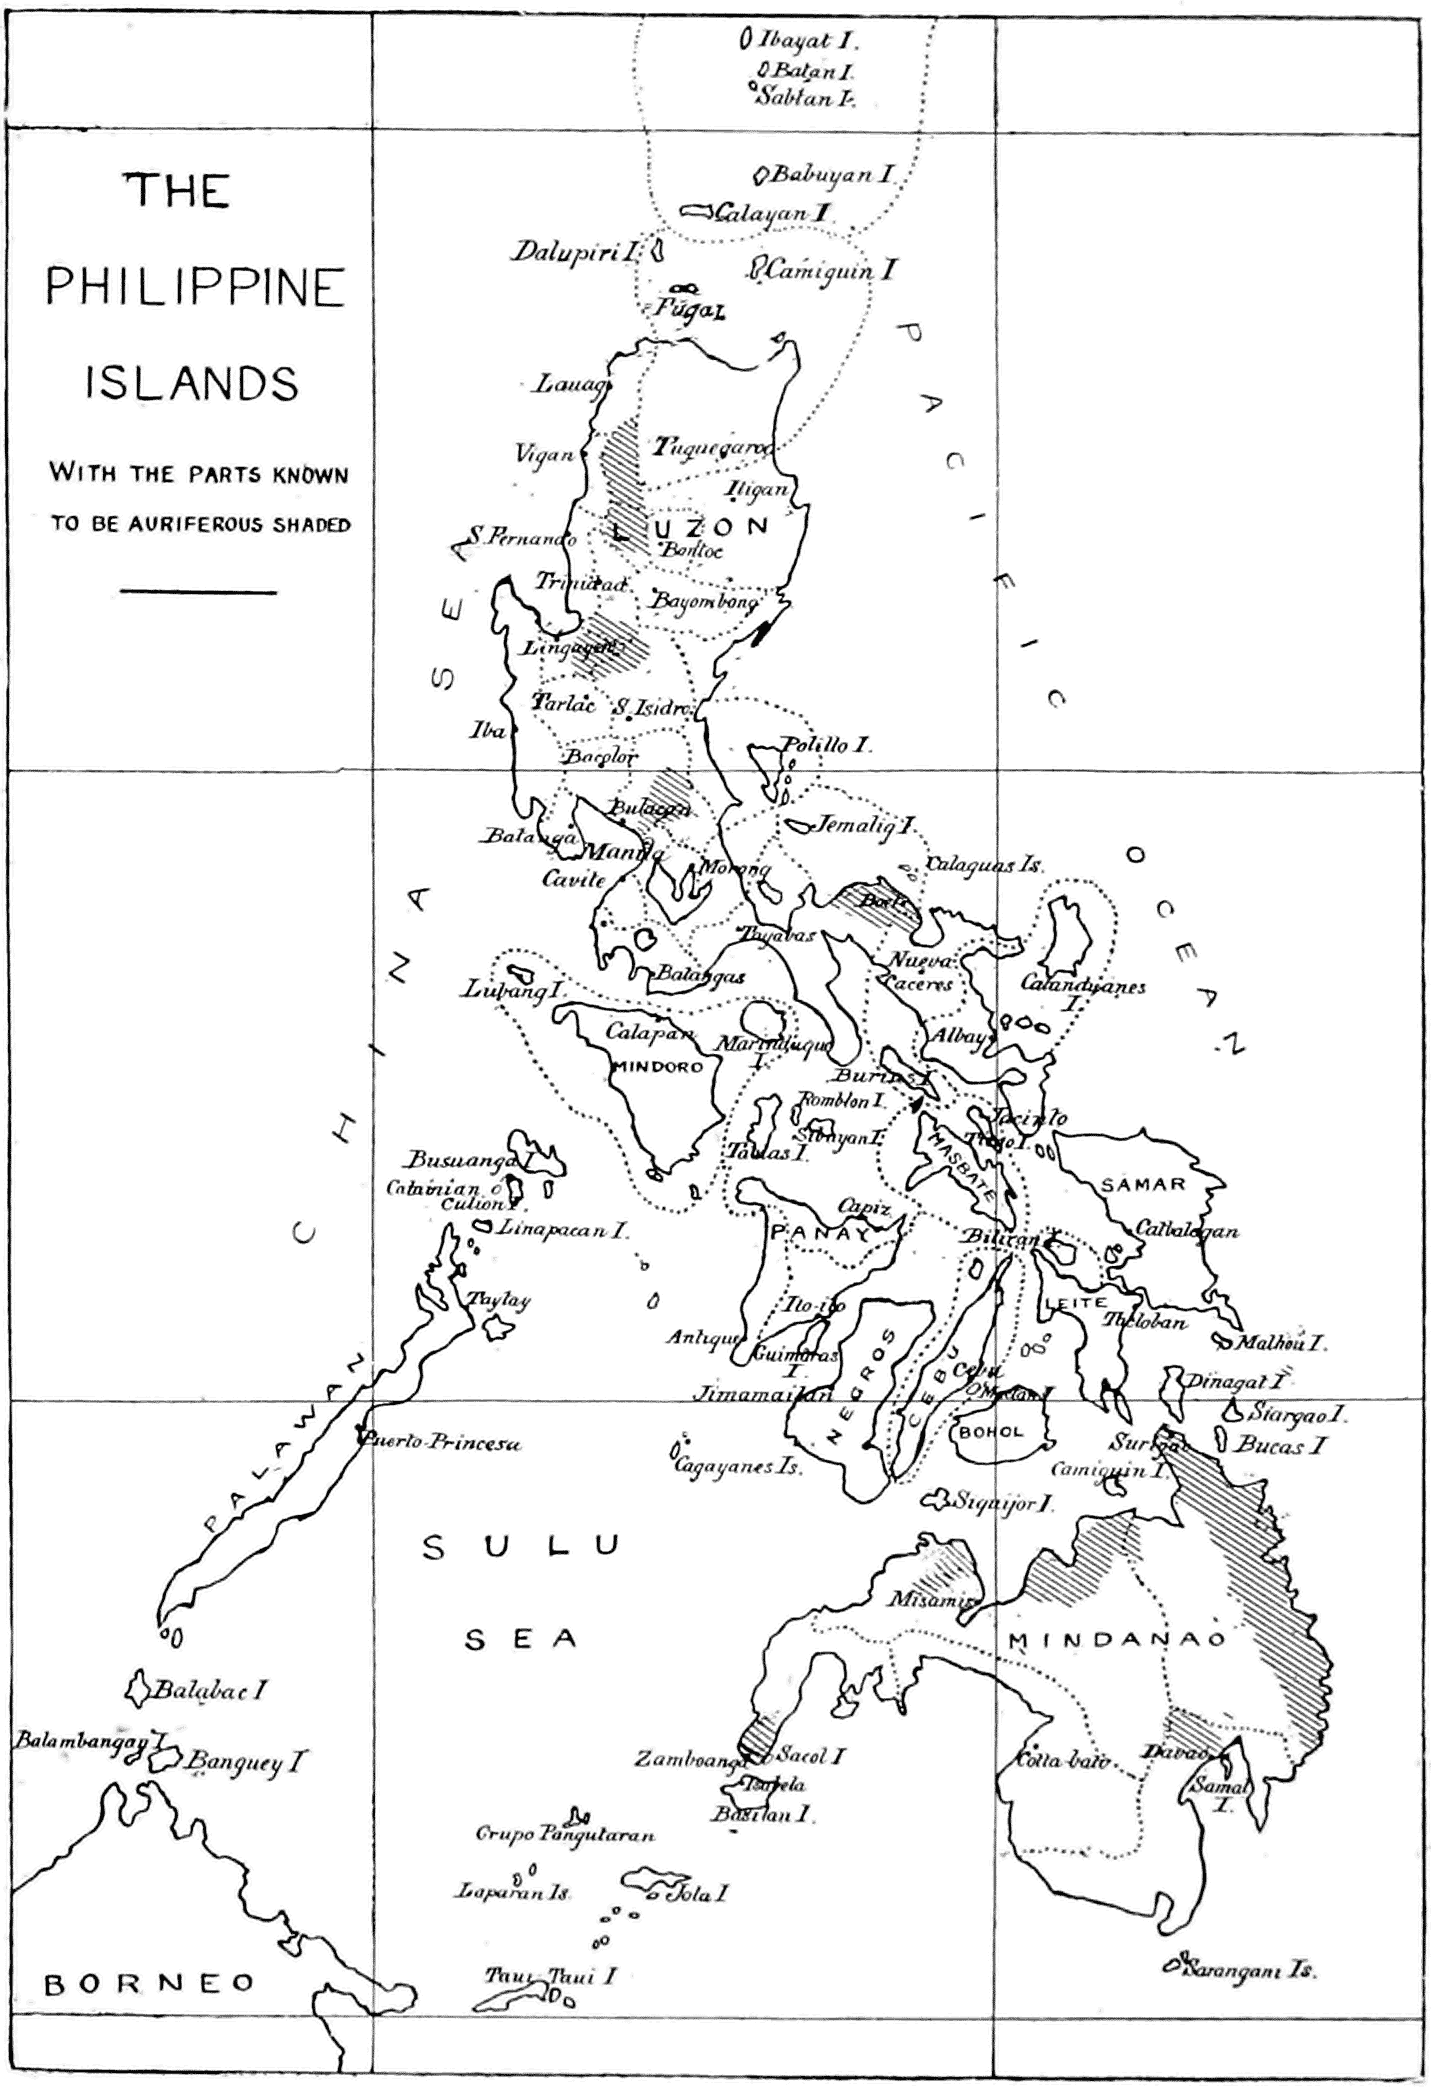 THE
PHILIPPINE
ISLANDS
WITH THE PARTS KNOWN
TO BE AURIFEROUS SHADED
Ibayat I.
Batan I.
Sabtan I.
Babuyan I.
Calayan I.
Dalupiri I.
Camiguin I
Fuga I.
PACIFIC OCEAN
CHINA SEA
Lauag
Vigan
Tuguegarao
Iligan
LUZON
S. Fernando
Bontoc
Trinidad
Bayombong
Lingayen
Tarlac
S. Isidro
Iba
Bacolor
Polillo I.
Bulacan
Jemalig I.
Balanga
Manila
Morong
Cavite
Calaguas Is.
Tayabas
Nueva
Caceres
Batangas
Lubang I.
Catanduanes
I.
Calapan
Marinduque
I.
Albay
MINDORO
Burias I
Romblon I.
Sibuyan I.
Jacinto
Ticao I.
Tablas I.
MASBATE
Busuanga I
Calamian ó
Culion I.
SAMAR
Linapacan I.
Capiz
PANAY
Catbalogan
Biliran I.
Taytay
Ilo-ilo
LEITE
Antique
Guimaras
I.
Malhou I.
Jimamailan
NEGROS
CEBU
Cebu
Mactan I
Dinagat I
Siargao I.
BOHOL
Surigao
Bucas I
PALAWAN
Puerto-Princesa
Cagayanes Is.
Camiguin I.
Siquijor I.
SULU
SEA
Misamis
MINDANAO
Balabac I
Balambangay I
Banguey I
Zamboanga
Sacol I
Isabela
Basilan I.
Cotta-bato
Davao
Samal
I.
Grupo Pangutaran
Laparan Is.
Jola I
Taui-Taui I
BORNEO
Sarangani Is.